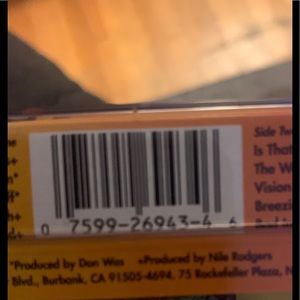 Side Two
Is That
The W
Vision
Breezi
0 7599-26943-4 6
*Produced by Don Was +Produced by Nile Rodgers
Blvd., Burbank, CA 91505-4694. 75 Rockefeller Plaza, N